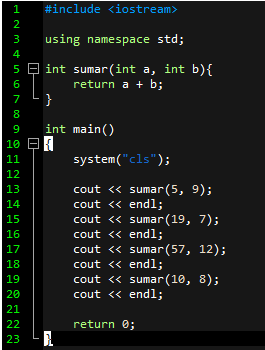 1 #include <iostream>
2
3 using namespace std;
4
5 int sumar(int a, int b){
6 return a + b;
7 }
8
9 int main()
10 {
11 system("cls");
12
13 cout << sumar(5, 9);
14 cout << endl;
15 cout << sumar(19, 7);
16 cout << endl;
17 cout << sumar(57, 12);
18 cout << endl;
19 cout << sumar(10, 8);
20 cout << endl;
21
22 return 0;
23 }